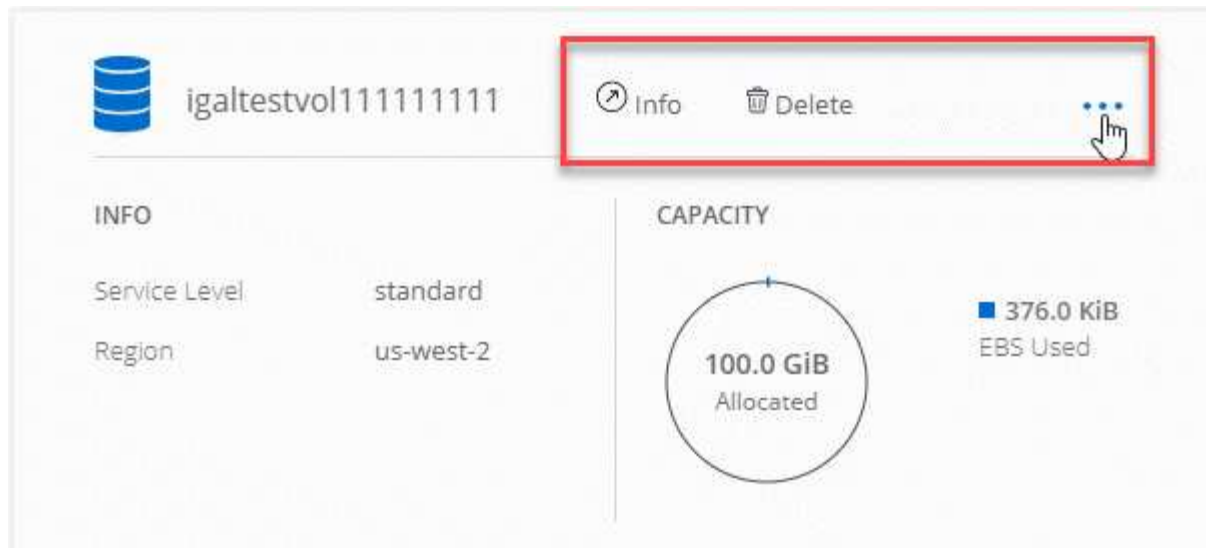 igaltestvol111111111
Info
Delete
INFO
Service Level standard
Region us-west-2
CAPACITY
100.0 GiB
Allocated
376.0 KiB
EBS Used